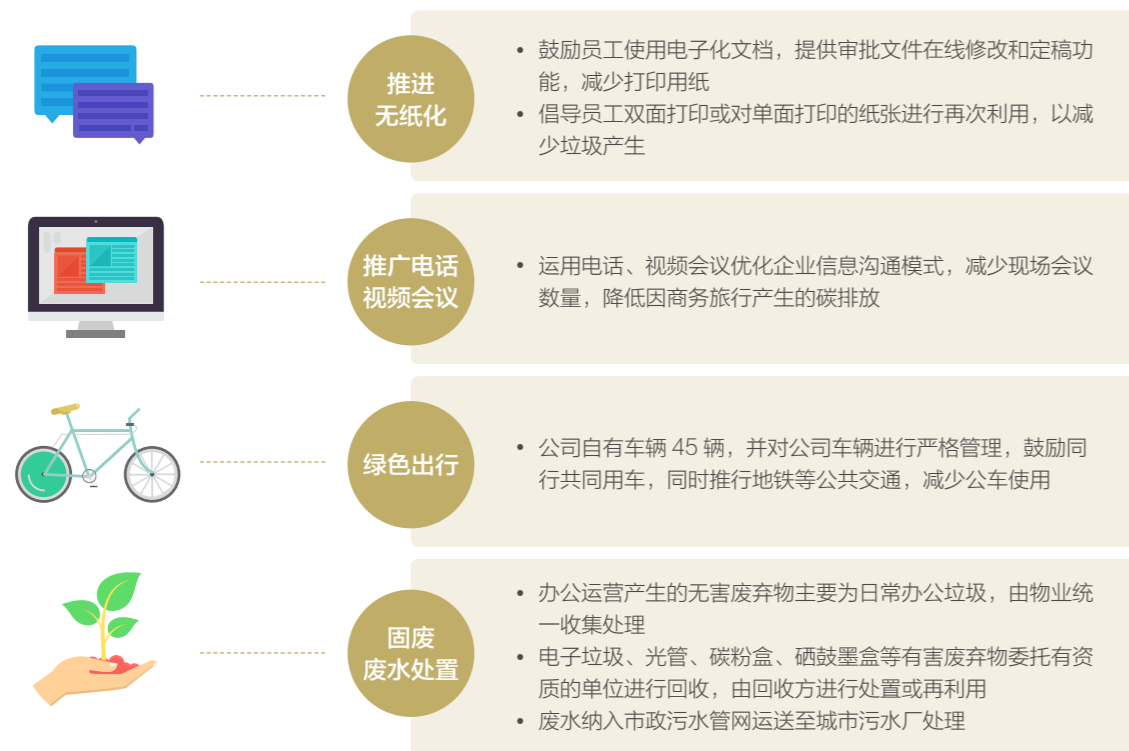 推进
无纸化
• 鼓励员工使用电子化文档，提供审批文件在线修改和定稿功
能，减少打印用纸
• 倡导员工双面打印或对单面打印的纸张进行再次利用，以减
少垃圾产生
推广电话
视频会议
• 运用电话、视频会议优化企业信息沟通模式，减少现场会议
数量，降低因商务旅行产生的碳排放
绿色出行
• 公司自有车辆 45 辆，并对公司车辆进行严格管理，鼓励同
行共同用车，同时推行地铁等公共交通，减少公车使用
固废
废水处置
• 办公运营产生的无害废弃物主要为日常办公垃圾，由物业统
一收集处理
• 电子垃圾、光管、碳粉盒、硒鼓墨盒等有害废弃物委托有资
质的单位进行回收，由回收方进行处置或再利用
• 废水纳入市政污水管网运送至城市污水厂处理